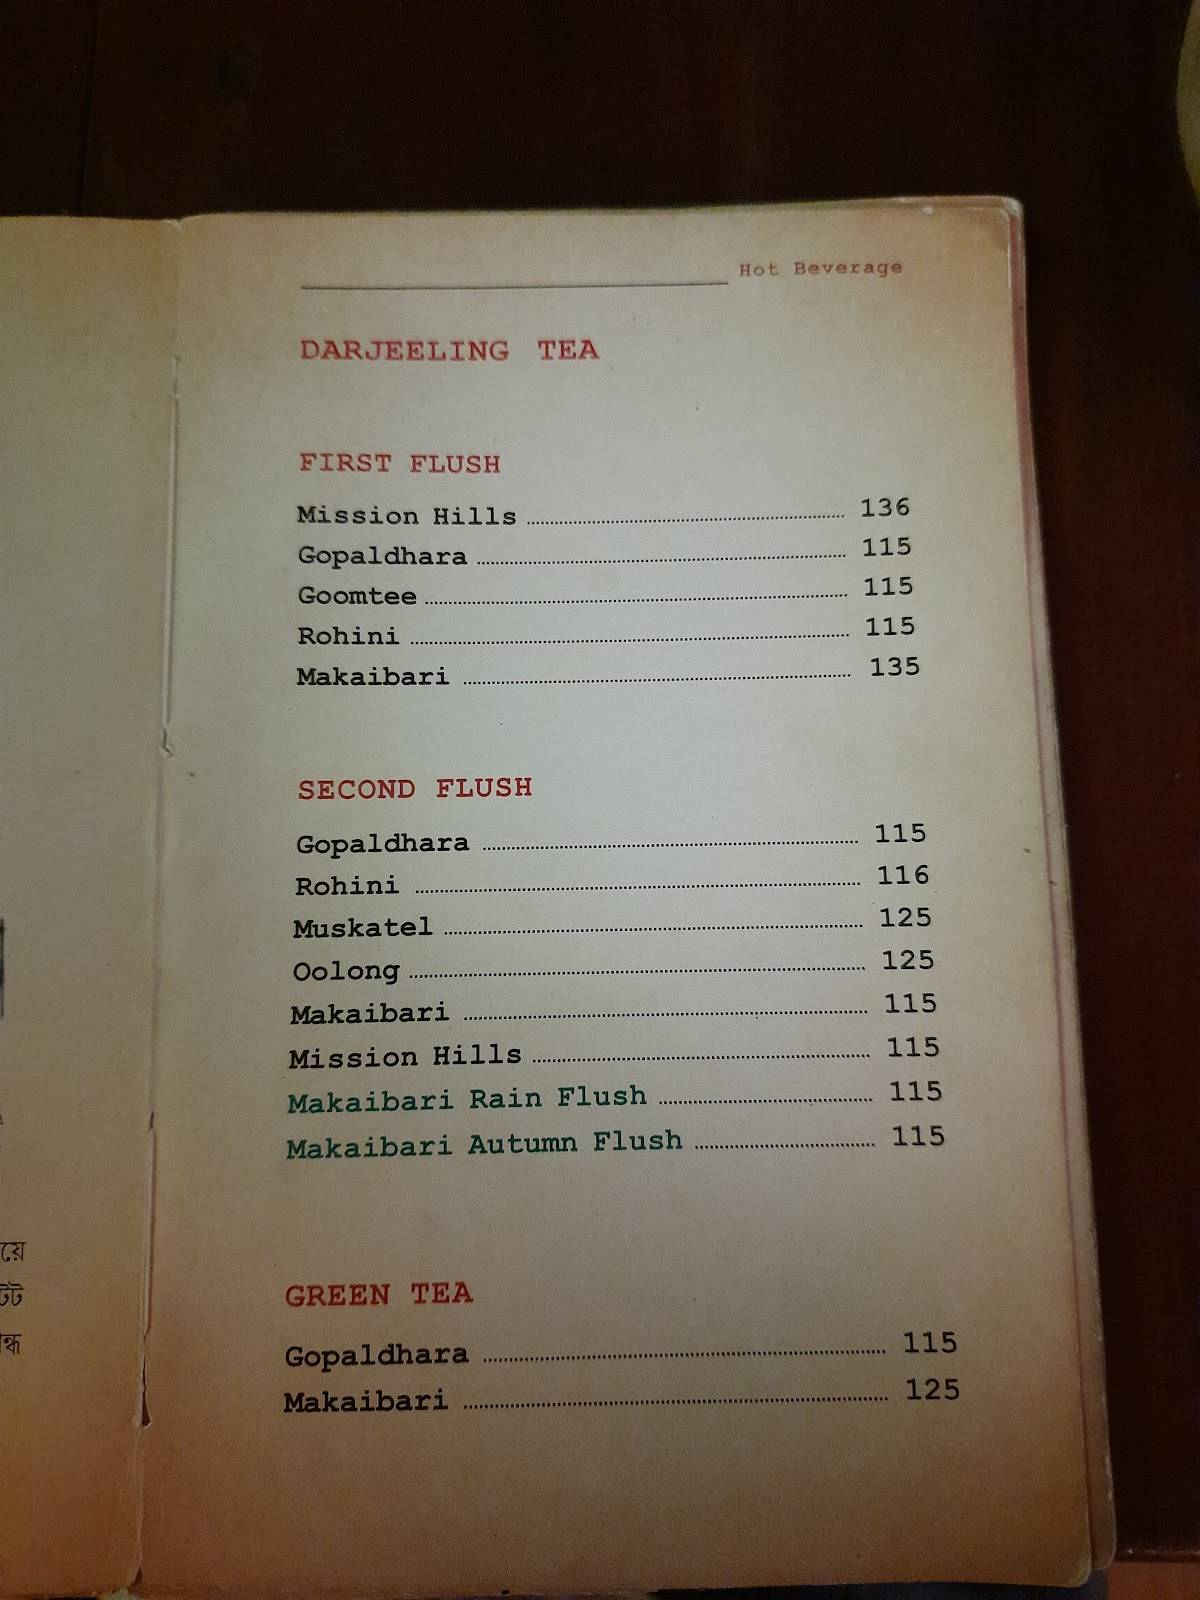 Hot Beverage
DARJEELING TEA
FIRST FLUSH
Mission Hills 136
Gopaldhara 115
Goomtee 115
Rohini 115
Makaibari 135
SECOND FLUSH
Gopaldhara 115
Rohini 116
Muskatel 125
Oolong 125
Makaibari 115
Mission Hills 115
Makaibari Rain Flush 115
Makaibari Autumn Flush 115
GREEN TEA
Gopaldhara 115
Makaibari 125